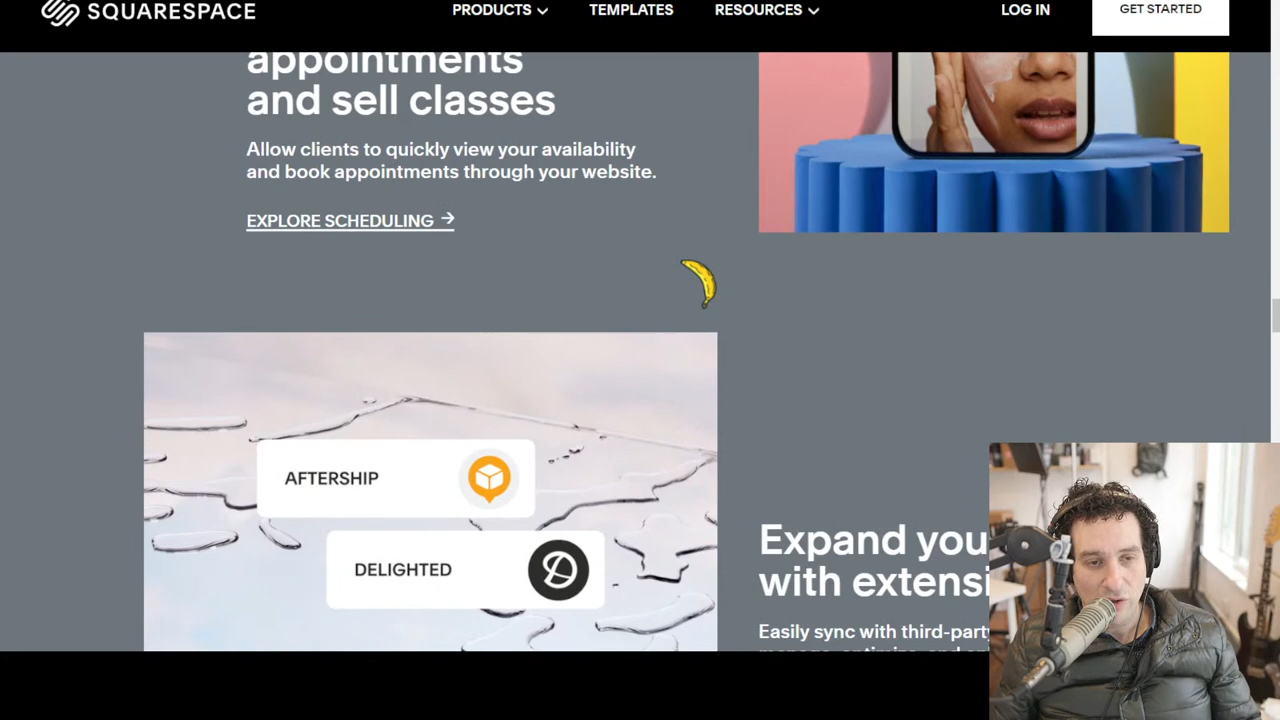 SQUARESPACE
PRODUCTS
TEMPLATES
RESOURCES
LOG IN
GET STARTED
appointments
and sell classes
Allow clients to quickly view your availability
and book appointments through your website.
EXPLORE SCHEDULING →
AFTERSHIP
DELIGHTED
Expand you
with extensi
Easily sync with third-party